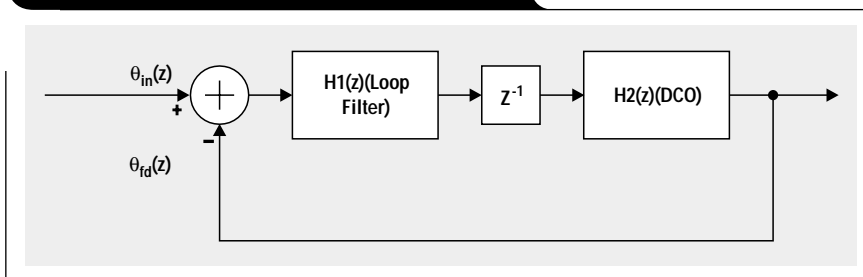 θin(z)
+
H1(z)(Loop
Filter)
Z-1
H2(z)(DCO)
+
−
θfd(z)